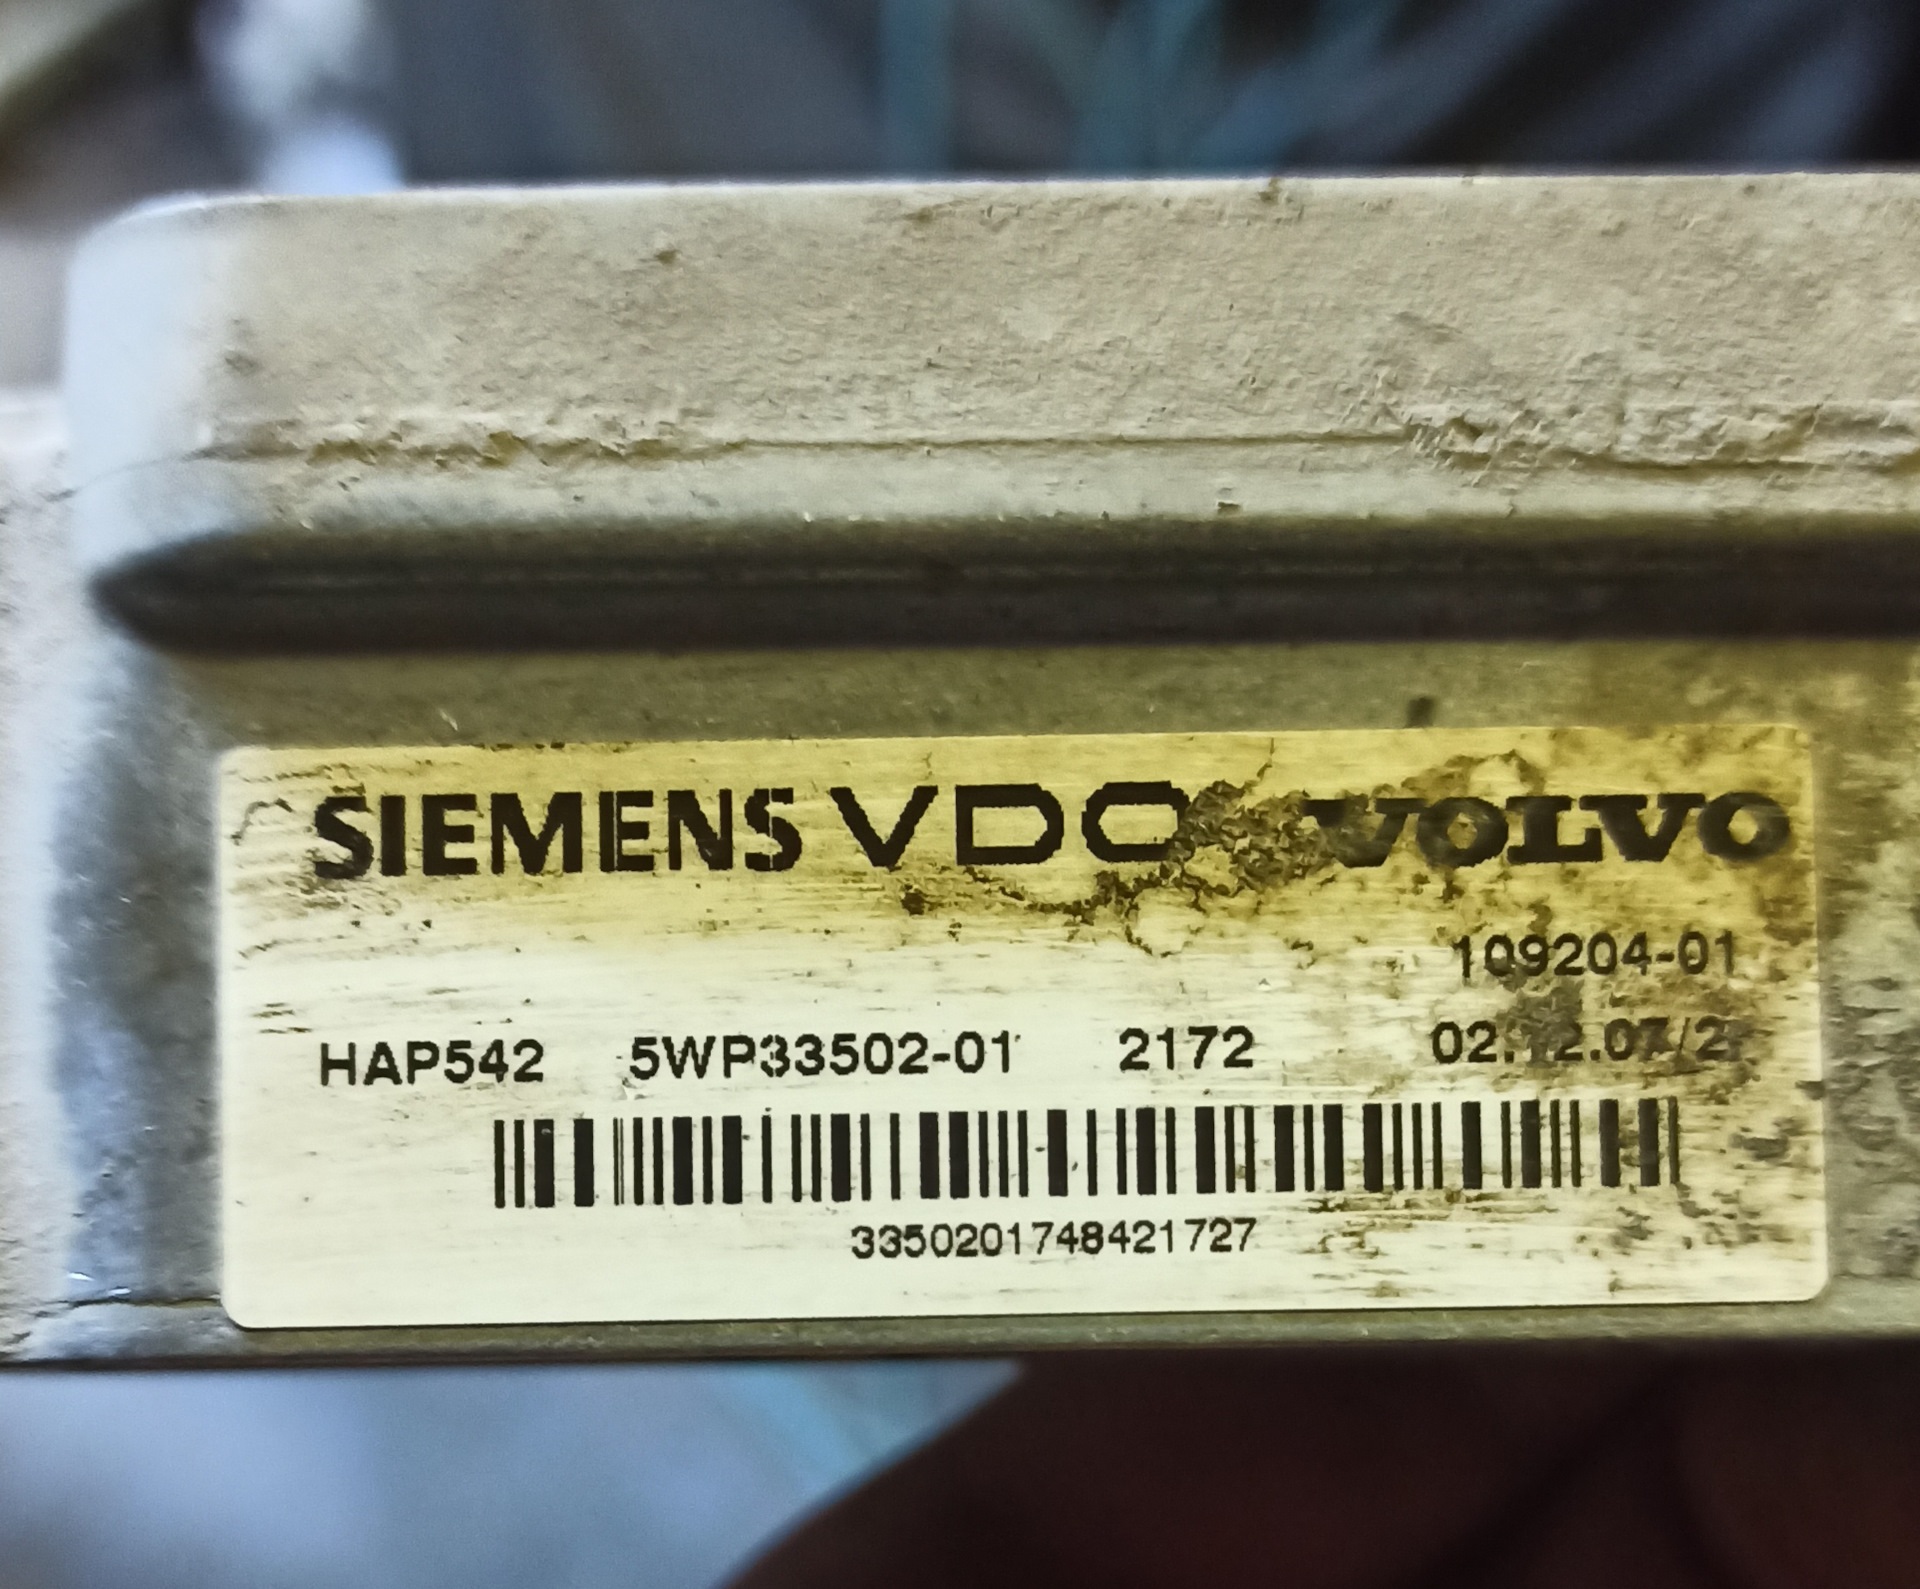 SIEMENS VDO VOLVO
109204-01
HAP542 5WP33502-01 2172
3350201748421727